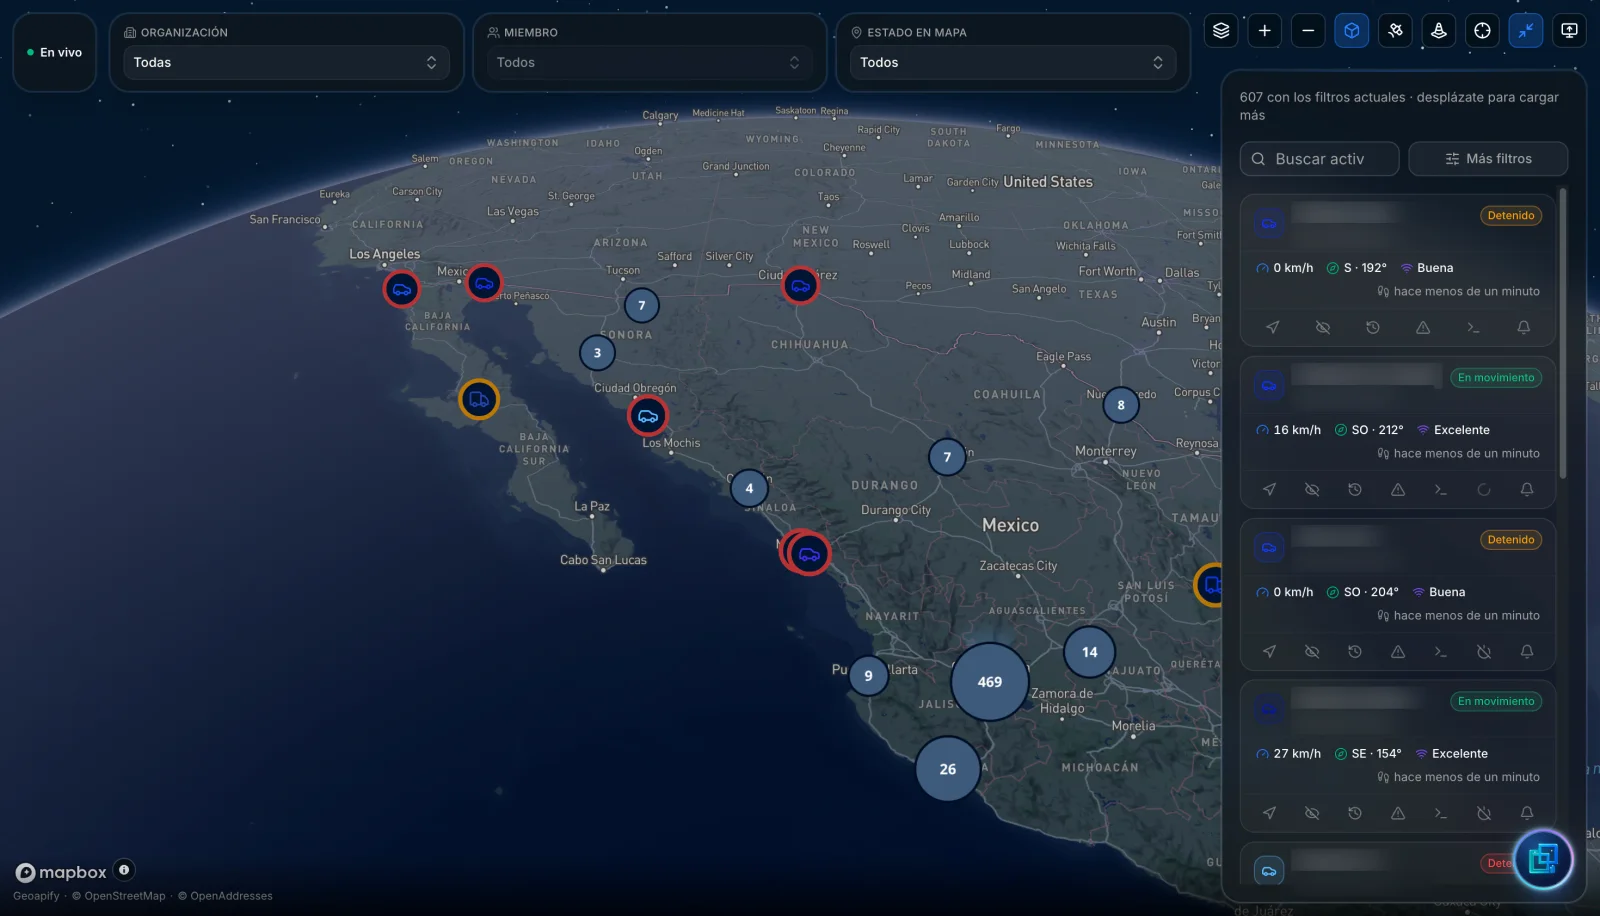 En vivo
ORGANIZACIÓN
Todas
MIEMBRO
Todos
ESTADO EN MAPA
Todos
607 con los filtros actuales · desplázate para cargar
más
Buscar activ
Más filtros
Detenido
0 km/h S · 192° Buena
hace menos de un minuto
En movimiento
16 km/h SO · 212° Excelente
hace menos de un minuto
Detenido
0 km/h SO · 204° Buena
hace menos de un minuto
En movimiento
27 km/h SE · 154° Excelente
hace menos de un minuto
Calgary
Medicine Hat
Saskatoon
Regina
Rapid City
SOUTH
DAKOTA
Fargo
WASHINGTON
IDAHO
WYOMING
MINNESOTA
Salem
OREGON
Ogden
Cheyenne
Grand Junction
UTAH
COLORADO
IOWA
NEVADA
Lamar
Garden City
United States
Eureka
Carson City
St. George
Taos
San Francisco
CALIFORNIA
Las Vegas
Amarillo
Clovis
OKLAHOMA
ARIZONA
NEW
MEXICO
Roswell
Lubbock
Wichita Falls
Los Angeles
Safford
Silver City
Tucson
Midland
Fort Worth
Dallas
Pecos
San Angelo
TEXAS
BAJA
CALIFORNIA
7
SONORA
3
CHIHUAHUA
Austin
Eagle Pass
Ciudad Obregón
COAHUILA
8
Los Mochis
BAJA
CALIFORNIA
SUR
7
Monterrey
Reynosa
4
DURANGO
NUEVO
LEÓN
La Paz
Durango City
Mexico
Cabo San Lucas
Zacatecas City
SAN LUIS
POTOSÍ
AGUASCALIENTES
NAYARIT
14
9
469
Zamora de
Hidalgo
Morelia
26
MICHOACÁN
mapbox
Geoapify · © OpenStreetMap · © OpenAddresses